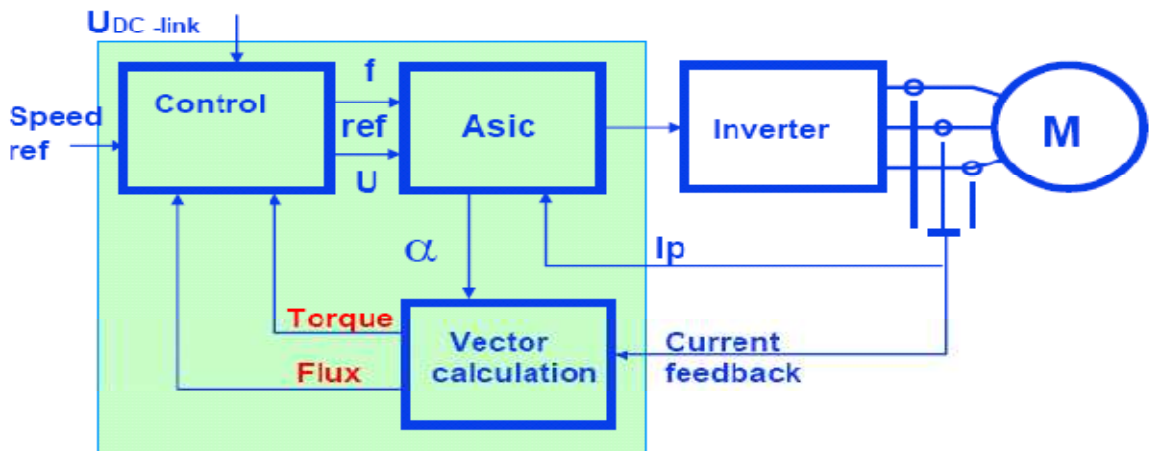 UDC -link
Speed
ref
Control
f
ref
U
Asic
Inverter
M
α
Ip
Torque
Flux
Vector
calculation
Current
feedback